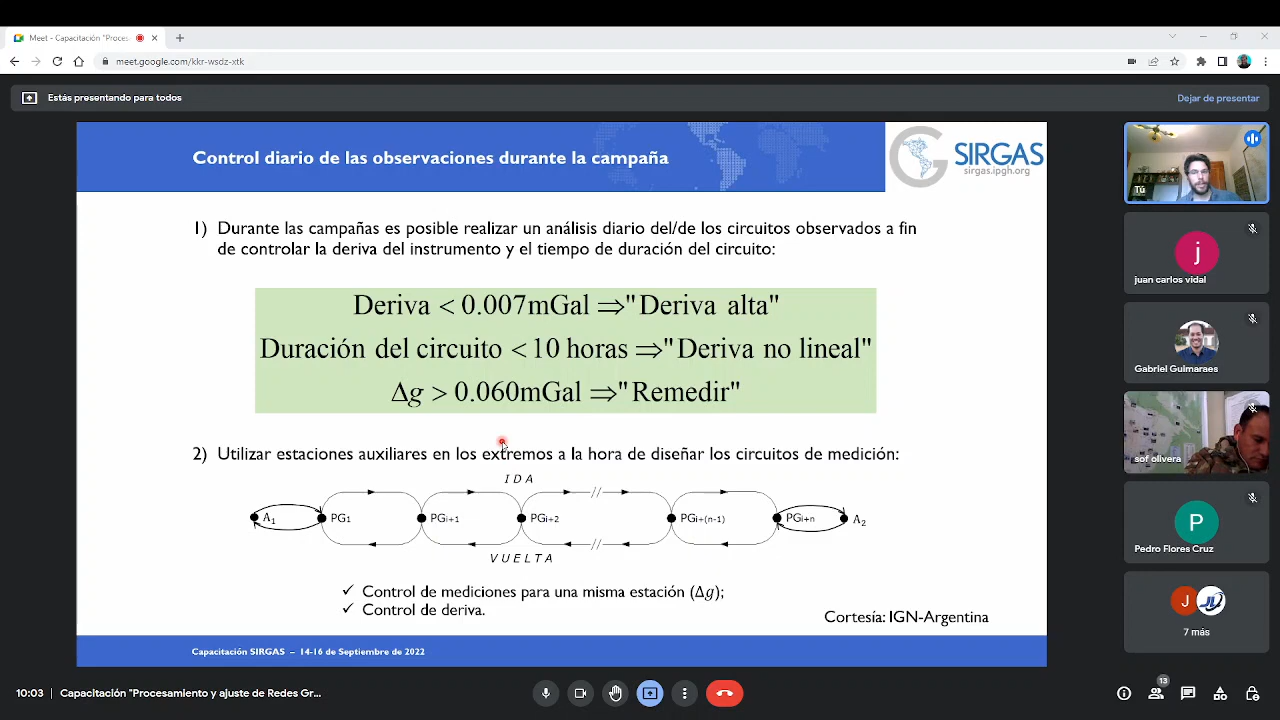 Meet - Capacitación "Proces
meet.google.com/kkr-wsdz-xtk
Estás presentando para todos
Dejar de presentar
Control diario de las observaciones durante la campaña
SIRGAS
sirgas.ipgh.org
1) Durante las campañas es posible realizar un análisis diario del/de los circuitos observados a fin
de controlar la deriva del instrumento y el tiempo de duración del circuito:
Deriva < 0.007mGal ⇒"Deriva alta"
Duración del circuito < 10 horas ⇒"Deriva no lineal"
Δg > 0.060mGal ⇒"Remedir"
2) Utilizar estaciones auxiliares en los extremos a la hora de diseñar los circuitos de medición:
I D A
A1 PG1 PGi+1 PGi+2 PGi+(n-1) PGi+n A2
V U E L T A
✓ Control de mediciones para una misma estación (Δg);
✓ Control de deriva.
Cortesía: IGN-Argentina
Capacitación SIRGAS – 14-16 de Septiembre de 2022
Tú
j
juan carlos vidal
Gabriel Guimaraes
sof olivera
P
Pedro Flores Cruz
J
7 más
10:03 | Capacitación "Procesamiento y ajuste de Redes Gr...
13